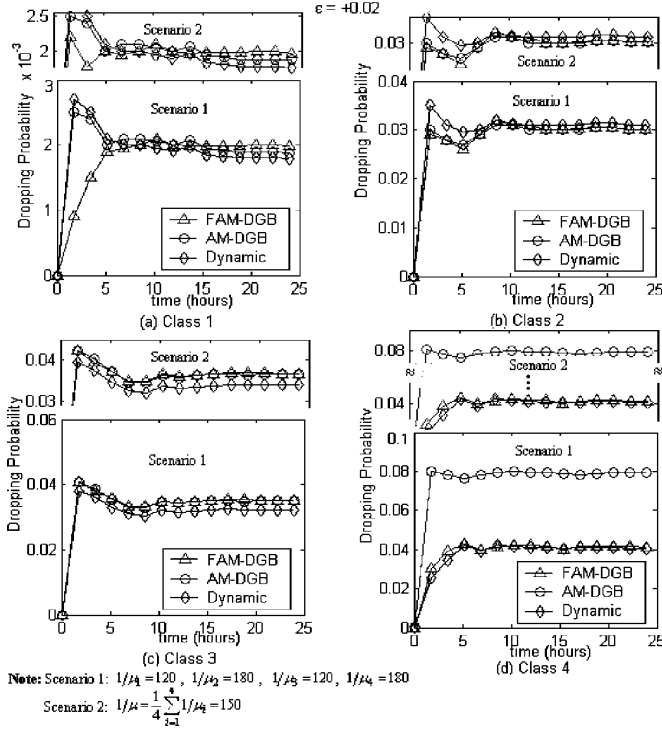 ε = +0.02
Dropping Probability × 10⁻³
2.5
2
Scenario 2
3
2
1
0
Scenario 1
FAM-DGB
AM-DGB
Dynamic
0 5 10 15 20 25
time (hours)
(a) Class 1
Dropping Probability
0.03
Scenario 2
0.04
0.03
0.02
0.01
0
Scenario 1
FAM-DGB
AM-DGB
Dynamic
0 5 10 15 20 25
time (hours)
(b) Class 2
Dropping Probability
0.04
0.03
Scenario 2
0.06
0.04
0.02
0
Scenario 1
FAM-DGB
AM-DGB
Dynamic
0 5 10 15 20 25
time (hours)
(c) Class 3
Dropping Probability
0.08
≈ ≈
0.04
Scenario 2
0.1
0.08
0.06
0.04
0.02
0
Scenario 1
FAM-DGB
AM-DGB
Dynamic
0 5 10 15 20 25
time (hours)
(d) Class 4
Note: Scenario 1: 1/μ₁ = 120 , 1/μ₂ = 180 , 1/μ₃ = 120, 1/μ₄ = 180
Scenario 2: 1/μ = 1/4 ∑ᵢ₌₁⁴ 1/μᵢ = 150